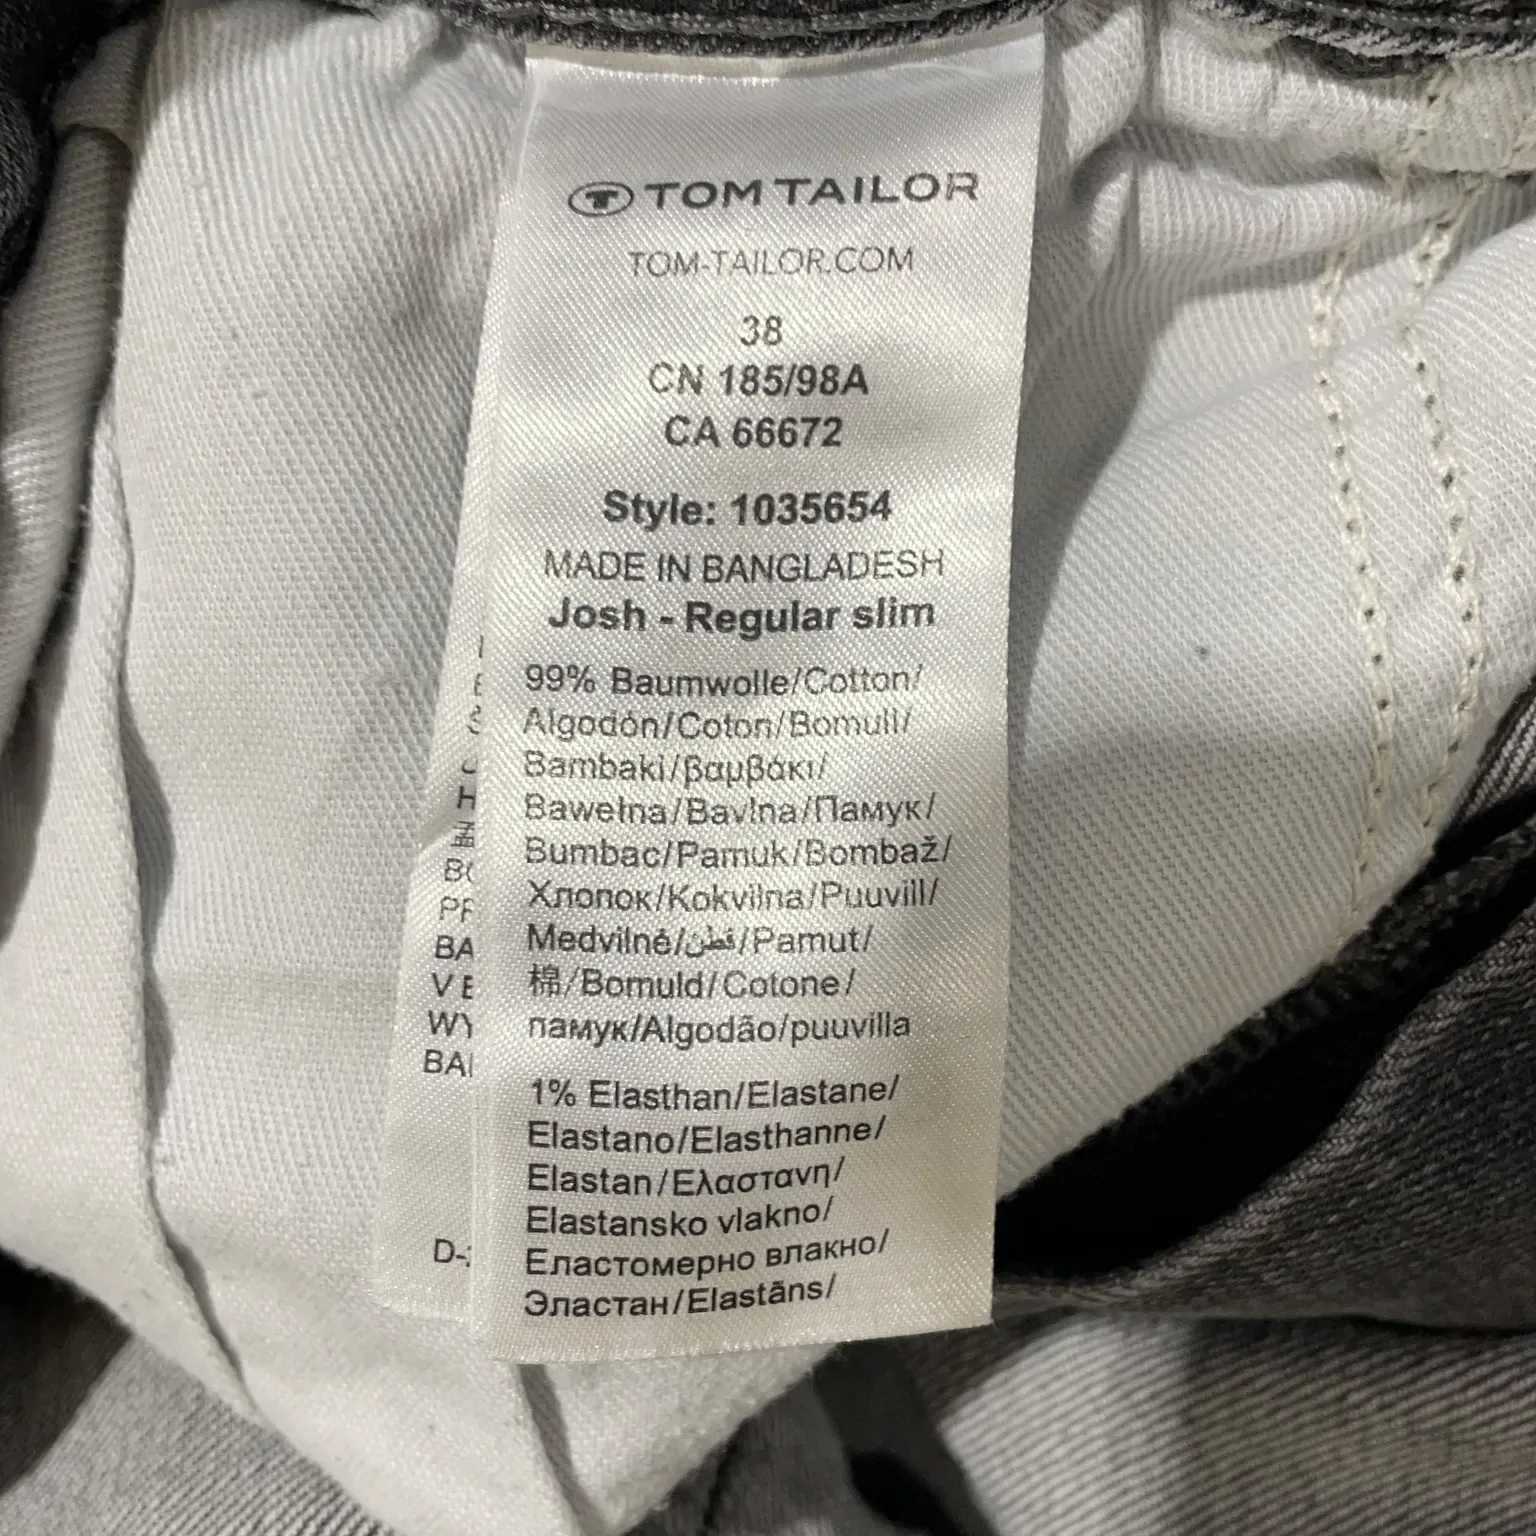 TOM TAILOR
TOM-TAILOR.COM
38
CN 185/98A
CA 66672
Style: 1035654
MADE IN BANGLADESH
Josh - Regular slim
99% Baumwolle/Cotton/
Algodón/Coton/Bomull/
Bambaki/βαμβάκι/
Bawełna/Bavlna/Памук/
Bumbac/Pamuk/Bombaž/
Хлопок/Kokvilna/Puuvill/
Medvilnė/قطن/Pamut/
棉/Bomuld/Cotone/
памук/Algodão/puuvilla
1% Elasthan/Elastane/
Elastano/Elasthanne/
Elastan/Ελαστανη/
Elastansko vlakno/
Еластомерно влакно/
Эластан/Elastāns/